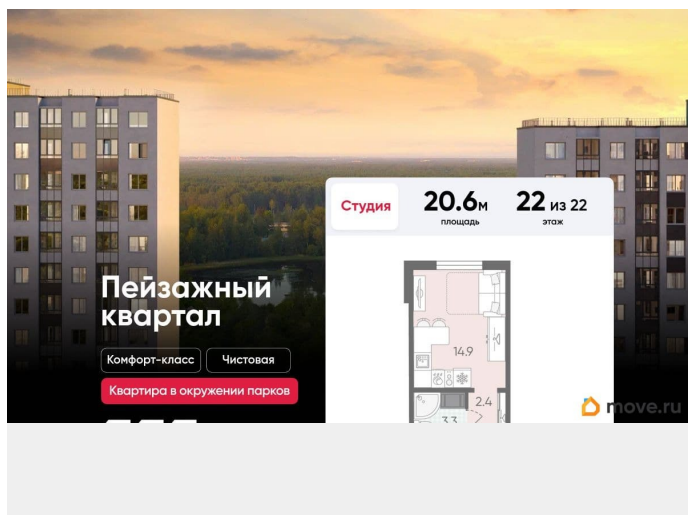 Студия
20.6м
площадь
22 из 22
этаж
Пейзажный
квартал
Комфорт-класс
Чистовая
Квартира в окружении парков
14.9
2.4
3.3
move.ru